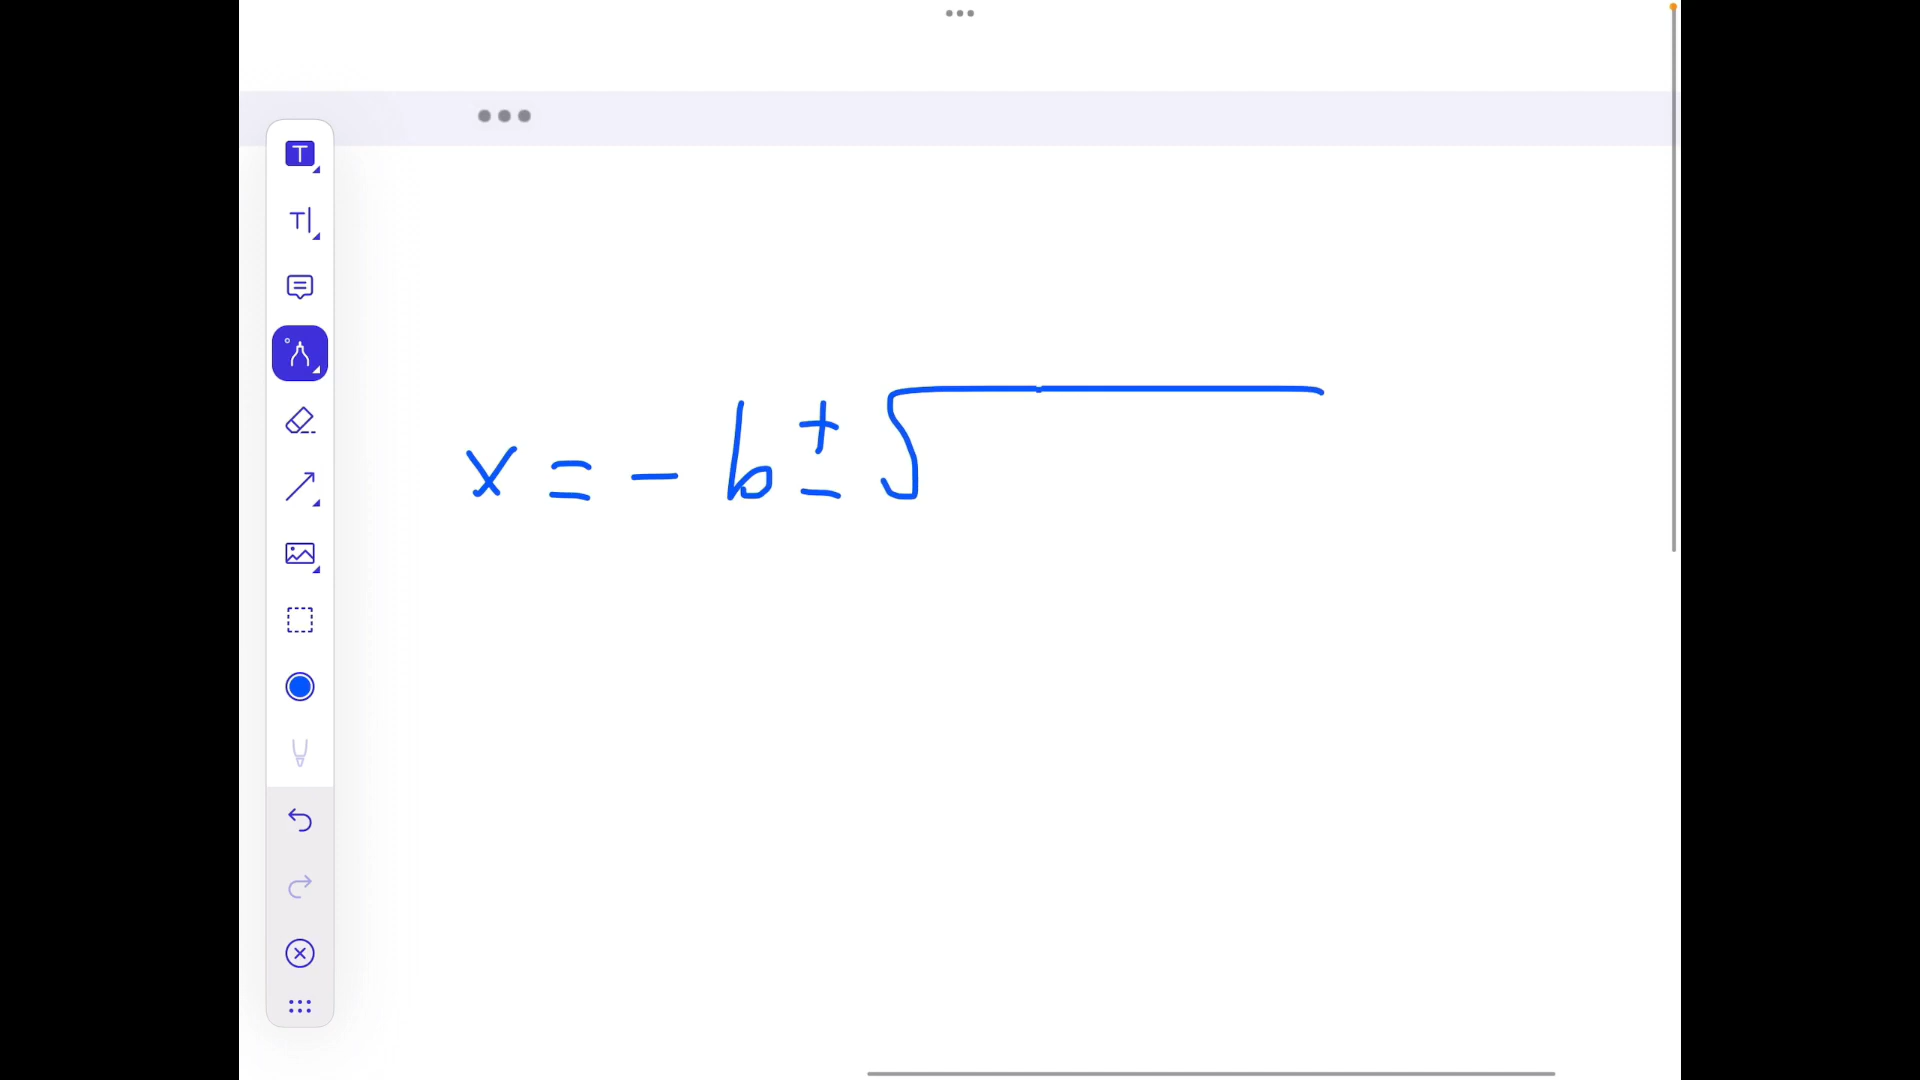 x = - b ± √